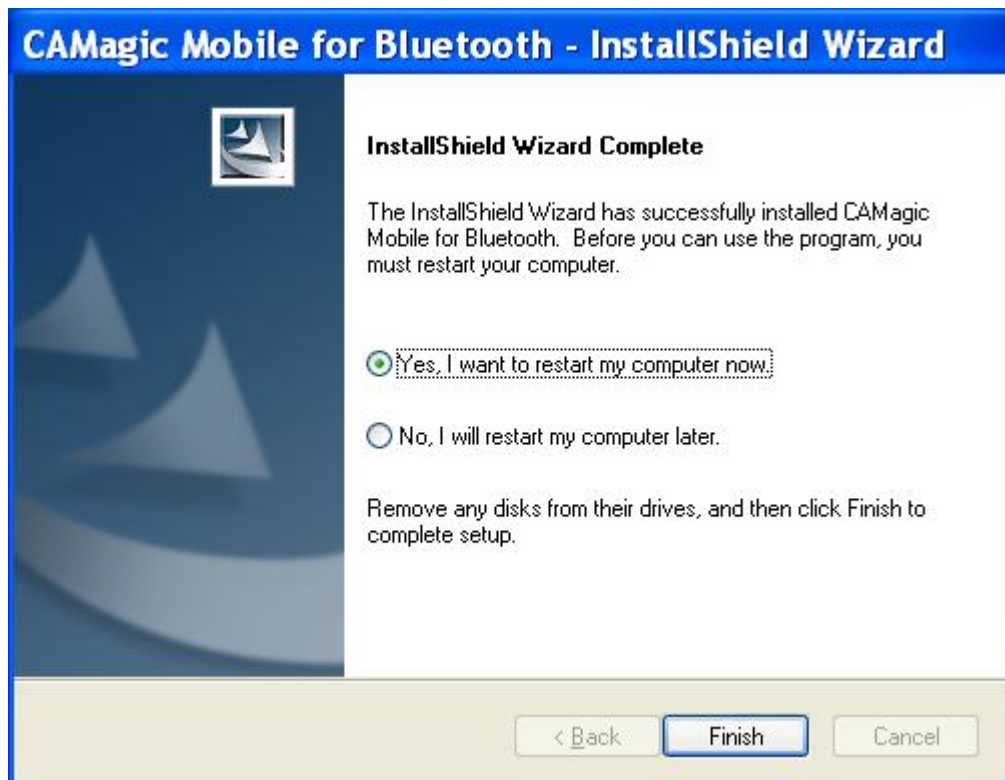 CAMagic Mobile for Bluetooth - InstallShield Wizard
InstallShield Wizard Complete
The InstallShield Wizard has successfully installed CAMagic
Mobile for Bluetooth.  Before you can use the program, you
must restart your computer.
Yes, I want to restart my computer now.
No, I will restart my computer later.
Remove any disks from their drives, and then click Finish to
complete setup.
< Back Finish Cancel